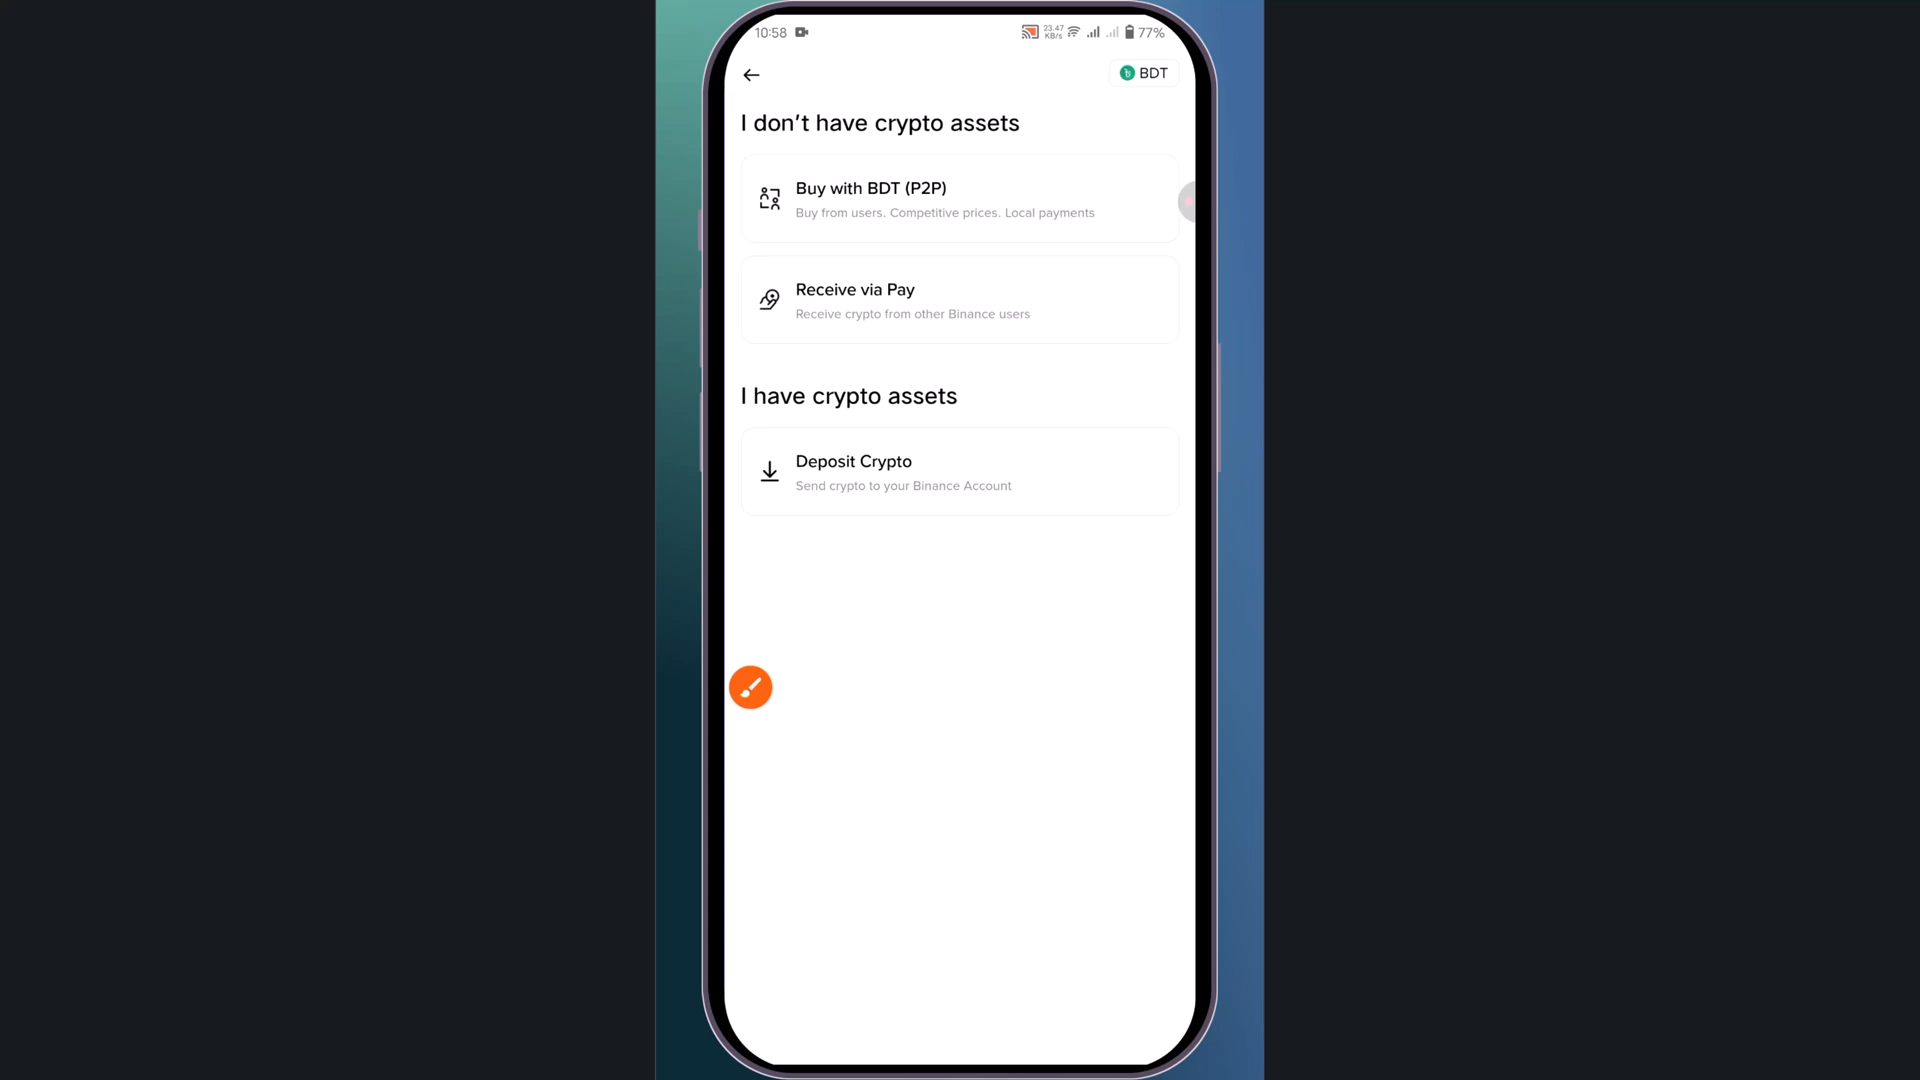 10:58
23.47
KB/s
77%
BDT
I don't have crypto assets
Buy with BDT (P2P)
Buy from users. Competitive prices. Local payments
Receive via Pay
Receive crypto from other Binance users
I have crypto assets
Deposit Crypto
Send crypto to your Binance Account